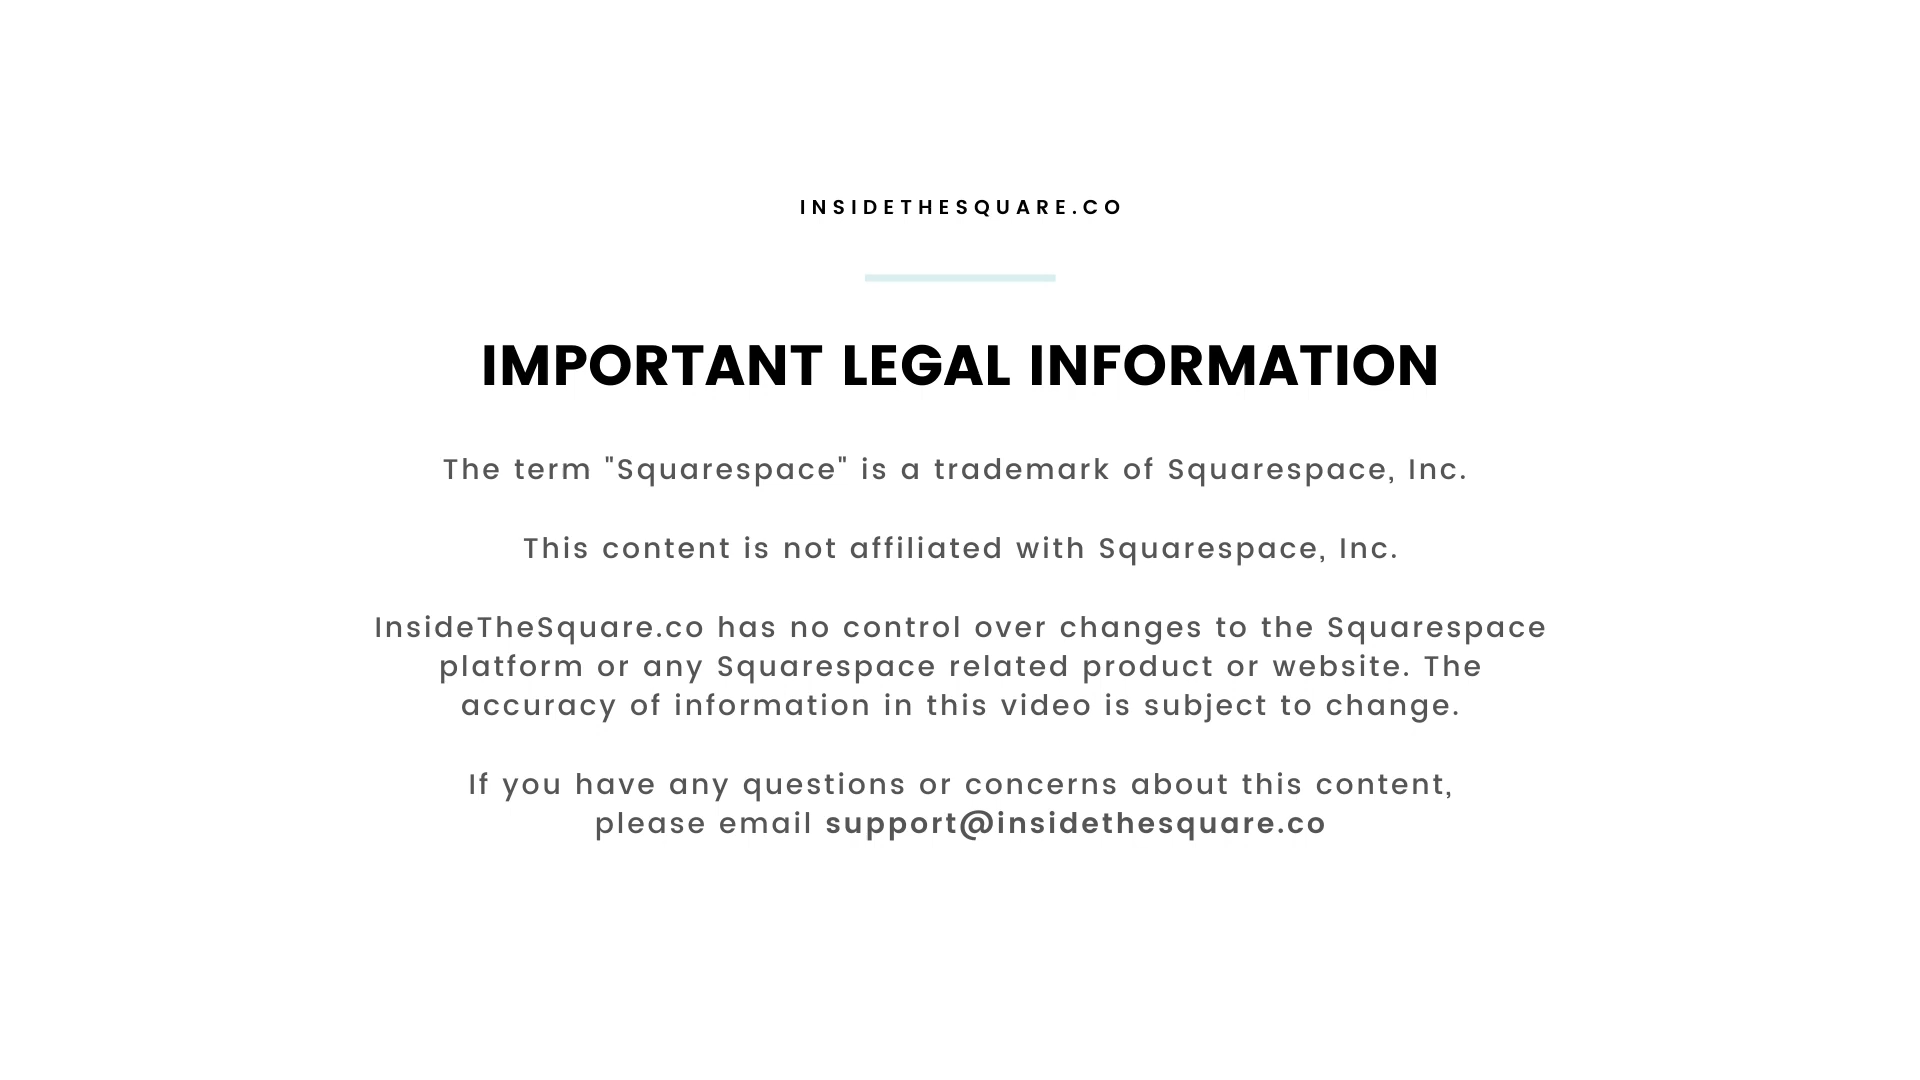 INSIDETHESQUARE.CO
IMPORTANT LEGAL INFORMATION
The term "Squarespace" is a trademark of Squarespace, Inc.
This content is not affiliated with Squarespace, Inc.
InsideTheSquare.co has no control over changes to the Squarespace
platform or any Squarespace related product or website. The
accuracy of information in this video is subject to change.
If you have any questions or concerns about this content,
please email support@insidethesquare.co